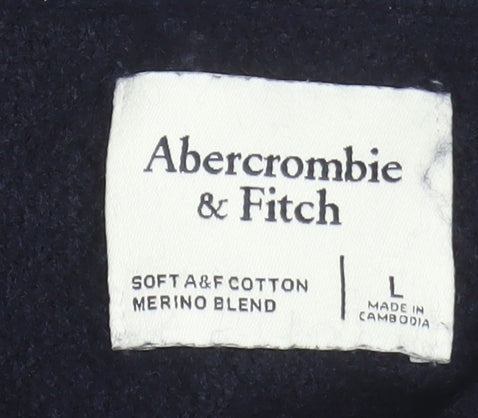 Abercrombie
& Fitch
SOFT A&F COTTON
MERINO BLEND
L
MADE IN
CAMBODIA